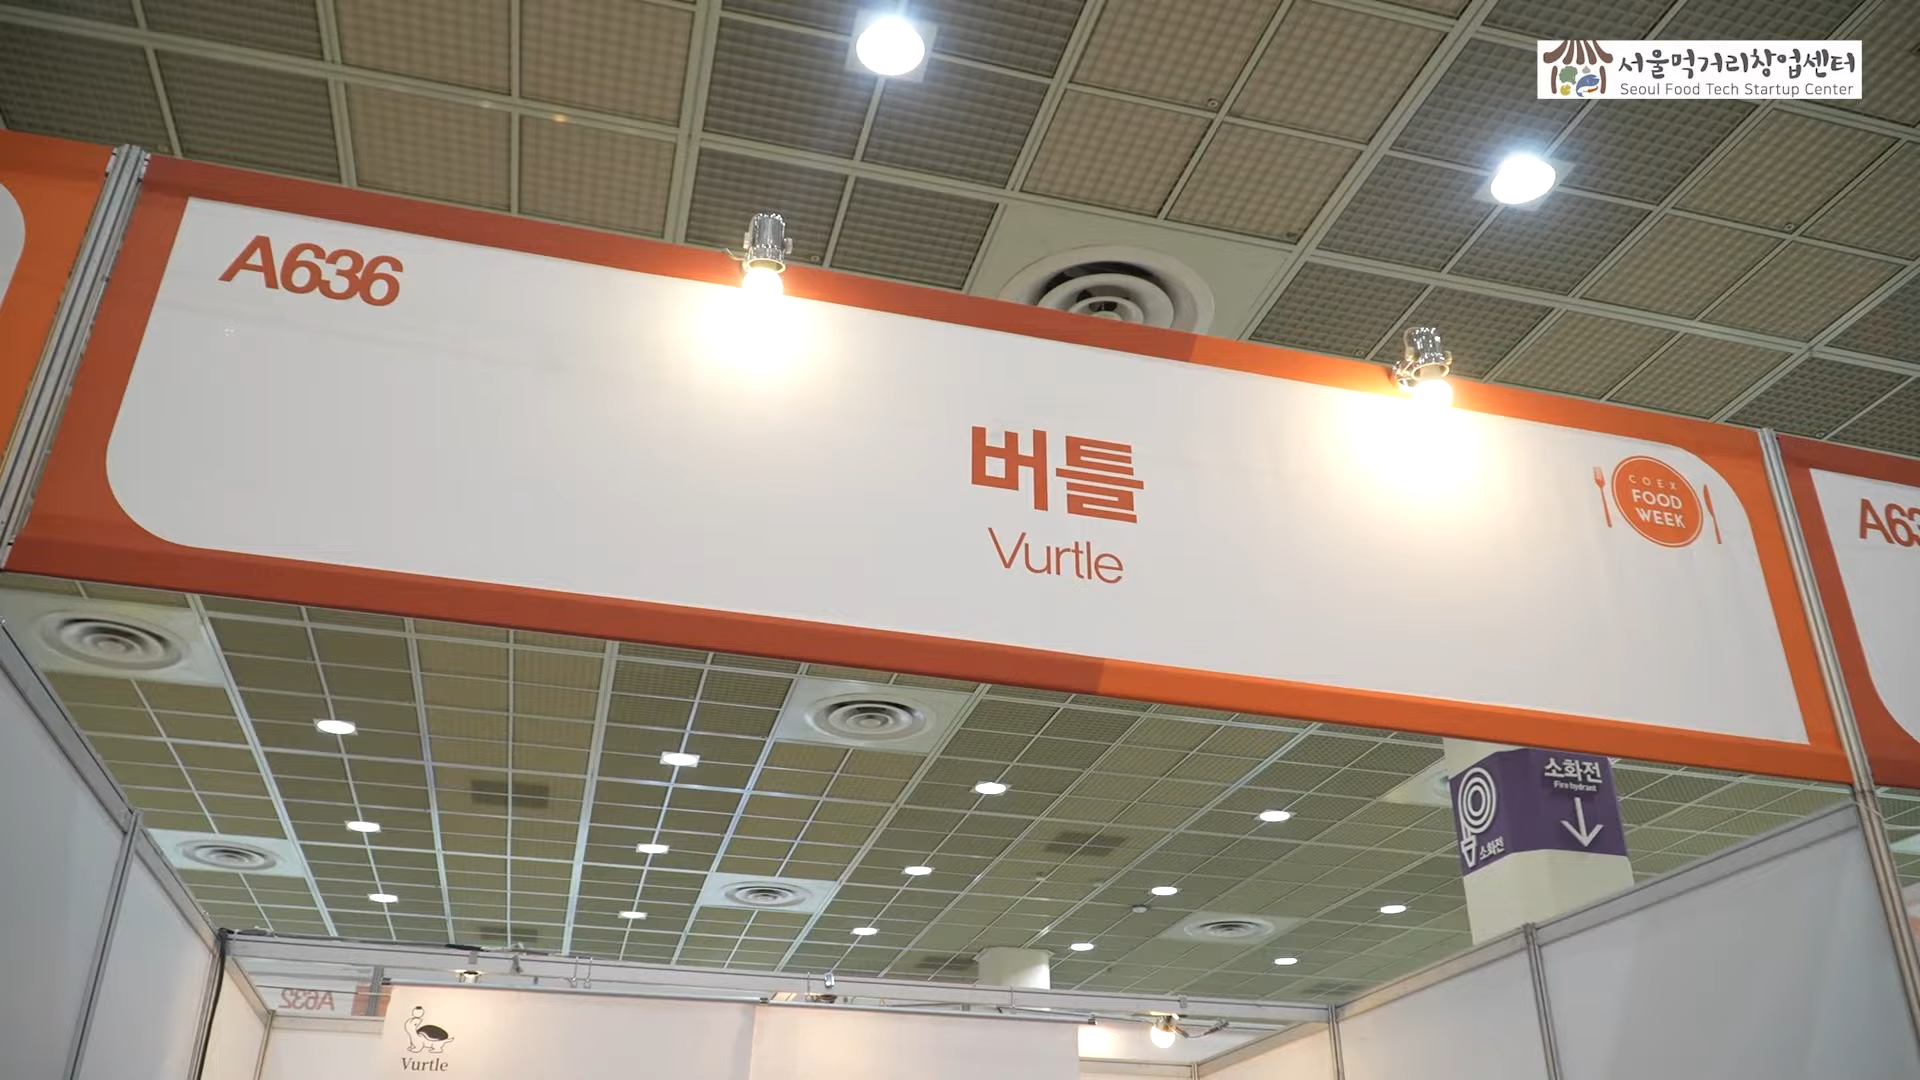 서울먹거리창업센터
Seoul Food Tech Startup Center
A636
버틀
Vurtle
COEX
FOOD
WEEK
소화전
Fire hydrant
소화전
A632
Vurtle